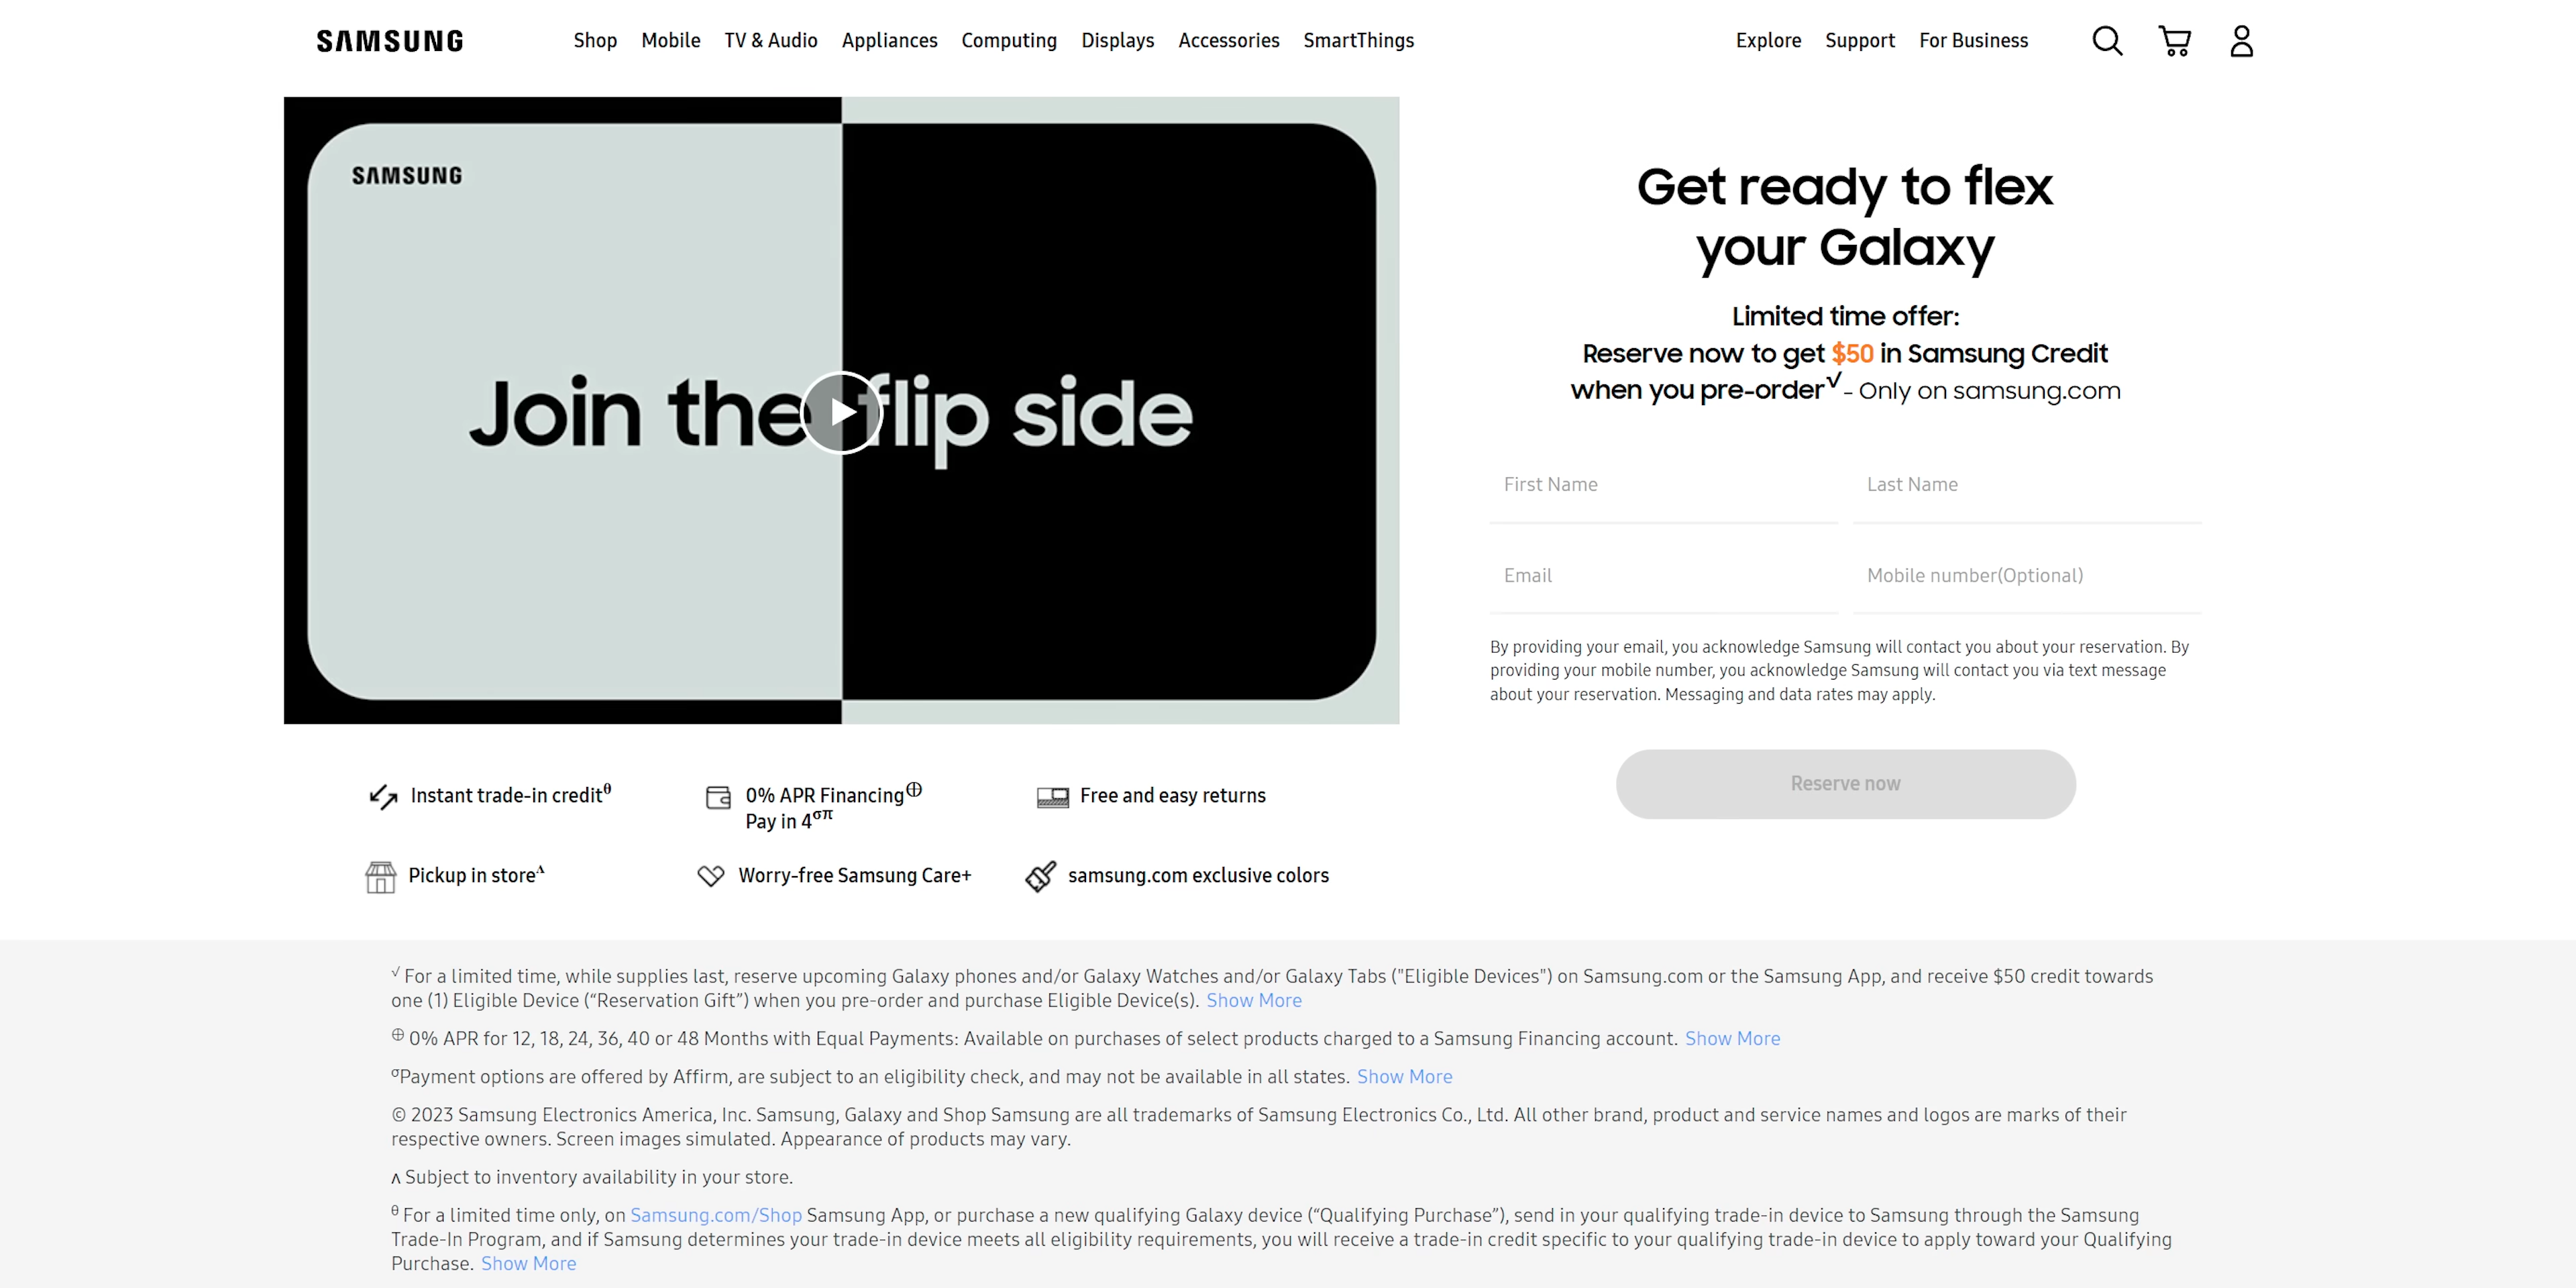 SAMSUNG
Shop Mobile TV & Audio Appliances Computing Displays Accessories SmartThings
Explore Support For Business
SAMSUNG
Join the flip side
Get ready to flex
your Galaxy
Limited time offer:
Reserve now to get $50 in Samsung Credit
when you pre-order√ - Only on samsung.com
First Name
Last Name
Email
Mobile number(Optional)
By providing your email, you acknowledge Samsung will contact you about your reservation. By
providing your mobile number, you acknowledge Samsung will contact you via text message
about your reservation. Messaging and data rates may apply.
Reserve now
Instant trade-in creditθ
0% APR Financing⊕
Pay in 4σπ
Free and easy returns
Pickup in store^
Worry-free Samsung Care+
samsung.com exclusive colors
√ For a limited time, while supplies last, reserve upcoming Galaxy phones and/or Galaxy Watches and/or Galaxy Tabs ("Eligible Devices") on Samsung.com or the Samsung App, and receive $50 credit towards
one (1) Eligible Device (“Reservation Gift”) when you pre-order and purchase Eligible Device(s). Show More
⊕ 0% APR for 12, 18, 24, 36, 40 or 48 Months with Equal Payments: Available on purchases of select products charged to a Samsung Financing account. Show More
σPayment options are offered by Affirm, are subject to an eligibility check, and may not be available in all states. Show More
© 2023 Samsung Electronics America, Inc. Samsung, Galaxy and Shop Samsung are all trademarks of Samsung Electronics Co., Ltd. All other brand, product and service names and logos are marks of their
respective owners. Screen images simulated. Appearance of products may vary.
^ Subject to inventory availability in your store.
θ For a limited time only, on Samsung.com/Shop Samsung App, or purchase a new qualifying Galaxy device (“Qualifying Purchase”), send in your qualifying trade-in device to Samsung through the Samsung
Trade-In Program, and if Samsung determines your trade-in device meets all eligibility requirements, you will receive a trade-in credit specific to your qualifying trade-in device to apply toward your Qualifying
Purchase. Show More